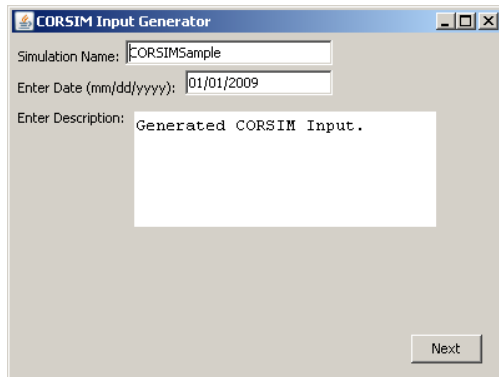 CORSIM Input Generator
Simulation Name: CORSIMSample
Enter Date (mm/dd/yyyy): 01/01/2009
Enter Description: Generated CORSIM Input.
Next